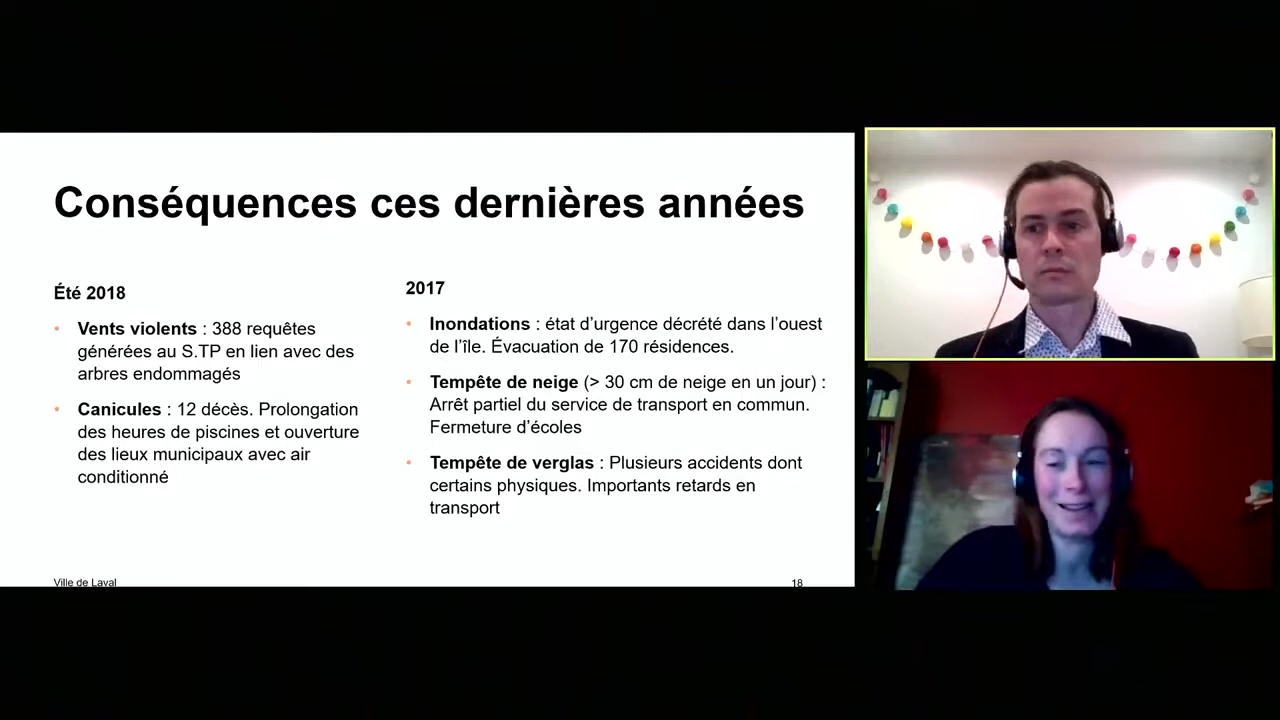 Conséquences ces dernières années
Été 2018
• Vents violents : 388 requêtes
générées au S.TP en lien avec des
arbres endommagés
• Canicules : 12 décès. Prolongation
des heures de piscines et ouverture
des lieux municipaux avec air
conditionné
2017
• Inondations : état d’urgence décrété dans l’ouest
de l’île. Évacuation de 170 résidences.
• Tempête de neige (> 30 cm de neige en un jour) :
Arrêt partiel du service de transport en commun.
Fermeture d’écoles
• Tempête de verglas : Plusieurs accidents dont
certains physiques. Importants retards en
transport
Ville de Laval
18